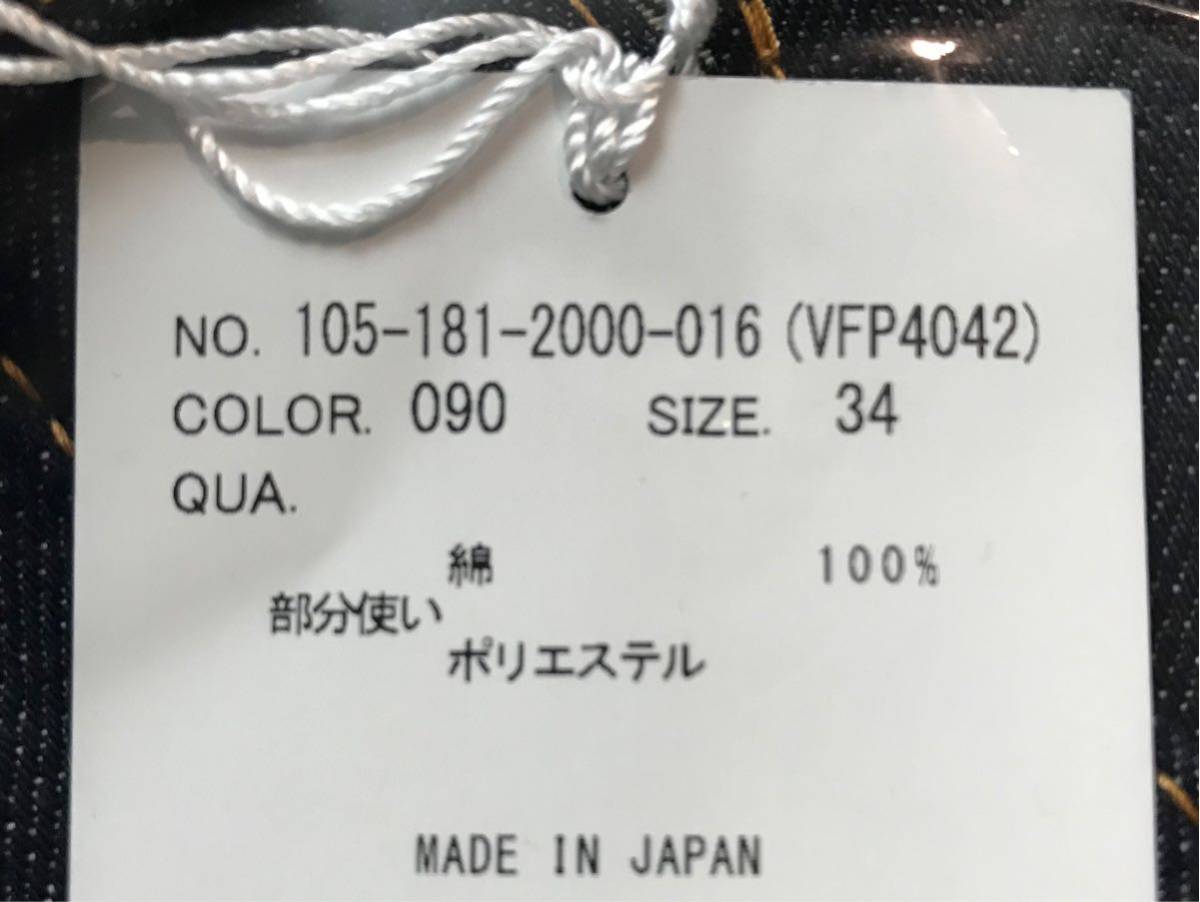 NO. 105-181-2000-016 (VFP4042)
COLOR. 090 SIZE. 34
QUA.
綿 100%
部分使い
ポリエステル
MADE IN JAPAN